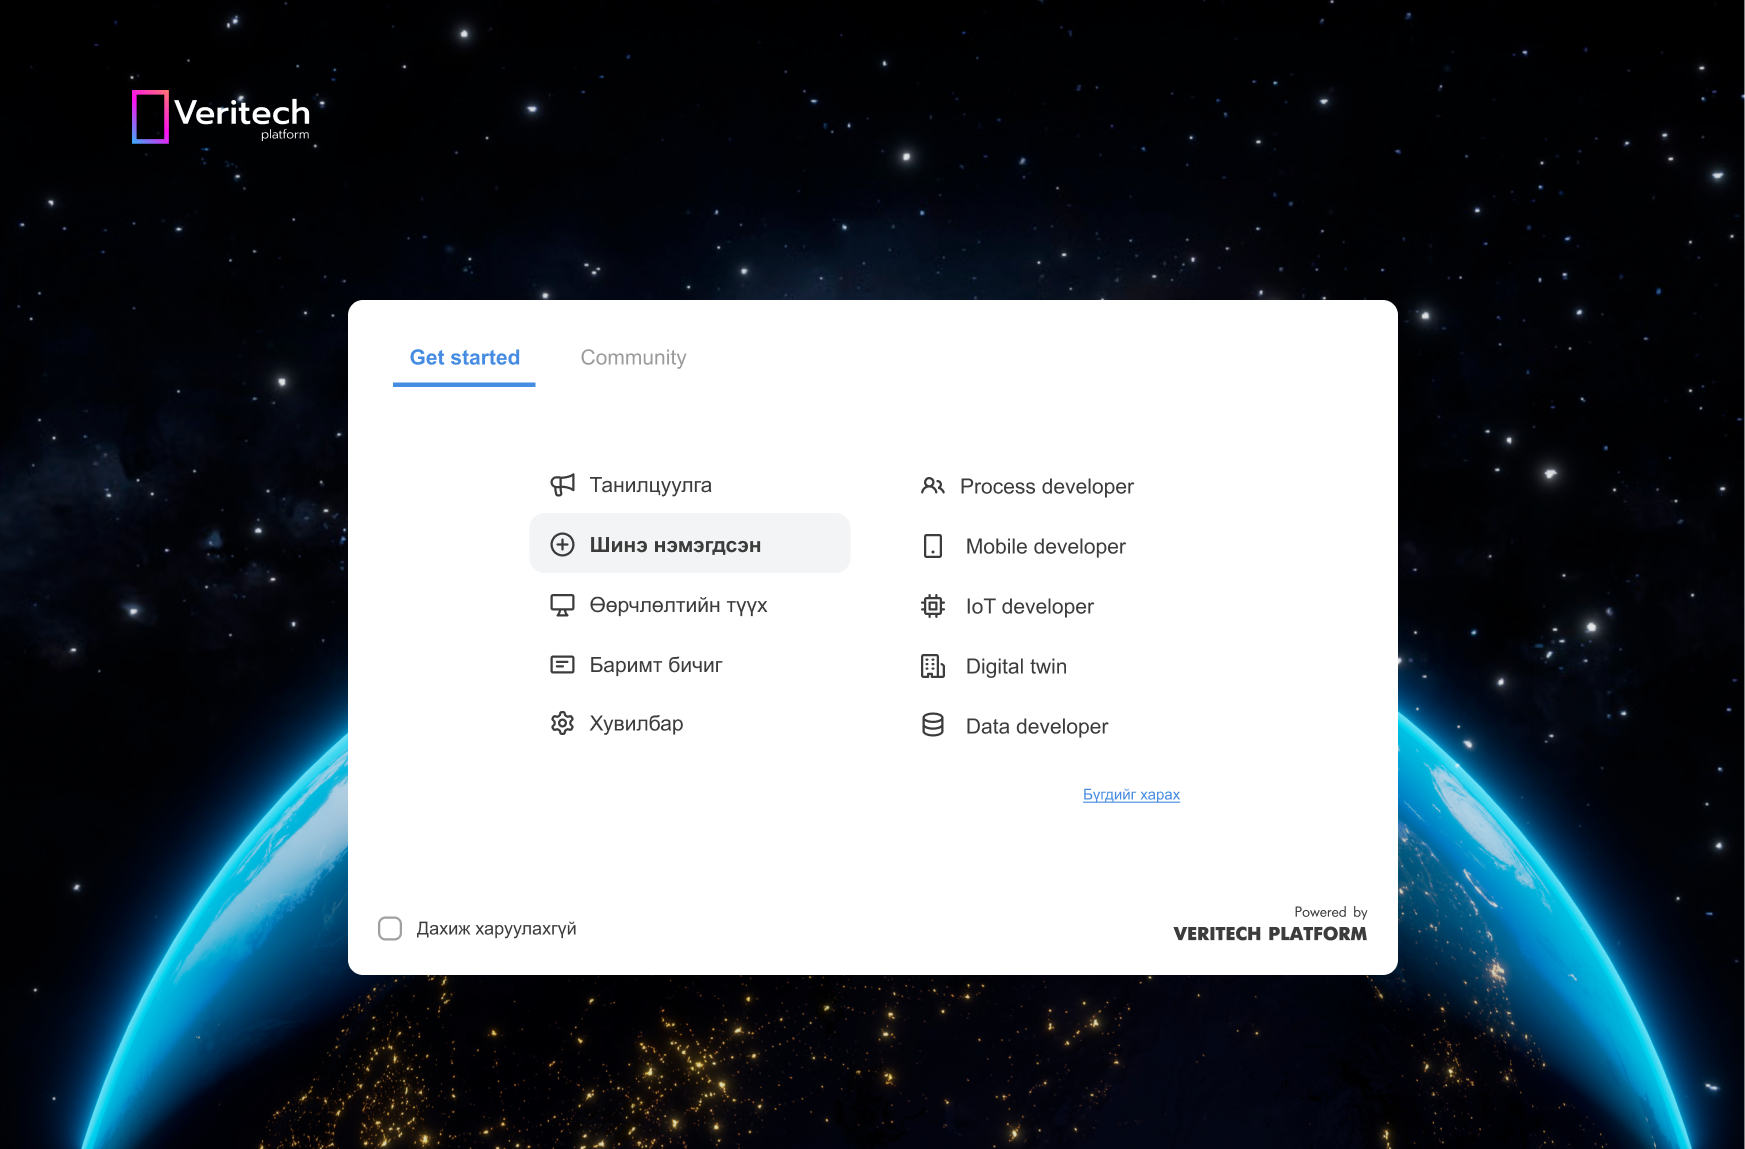 Veritech
platform
Get started
Community
Танилцуулга
Шинэ нэмэгдсэн
Өөрчлөлтийн түүх
Баримт бичиг
Хувилбар
Process developer
Mobile developer
IoT developer
Digital twin
Data developer
Бүгдийг харах
Дахиж харуулахгүй
Powered by
VERITECH PLATFORM